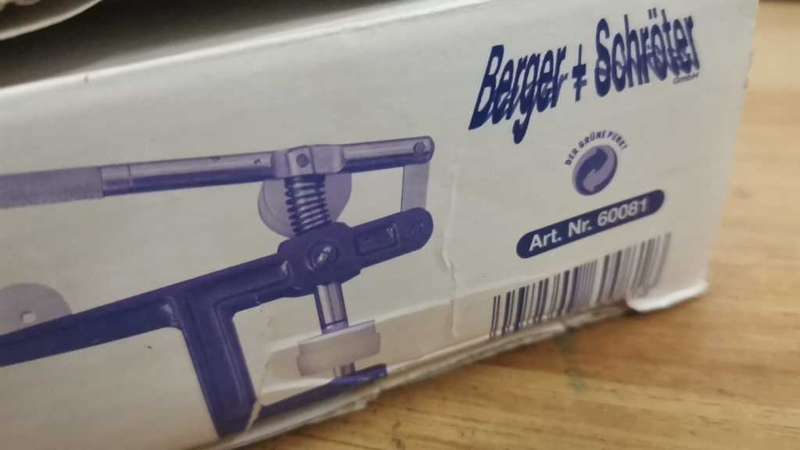 Berger + Schröter
GmbH
DER GRÜNE PUNKT
Art. Nr. 60081